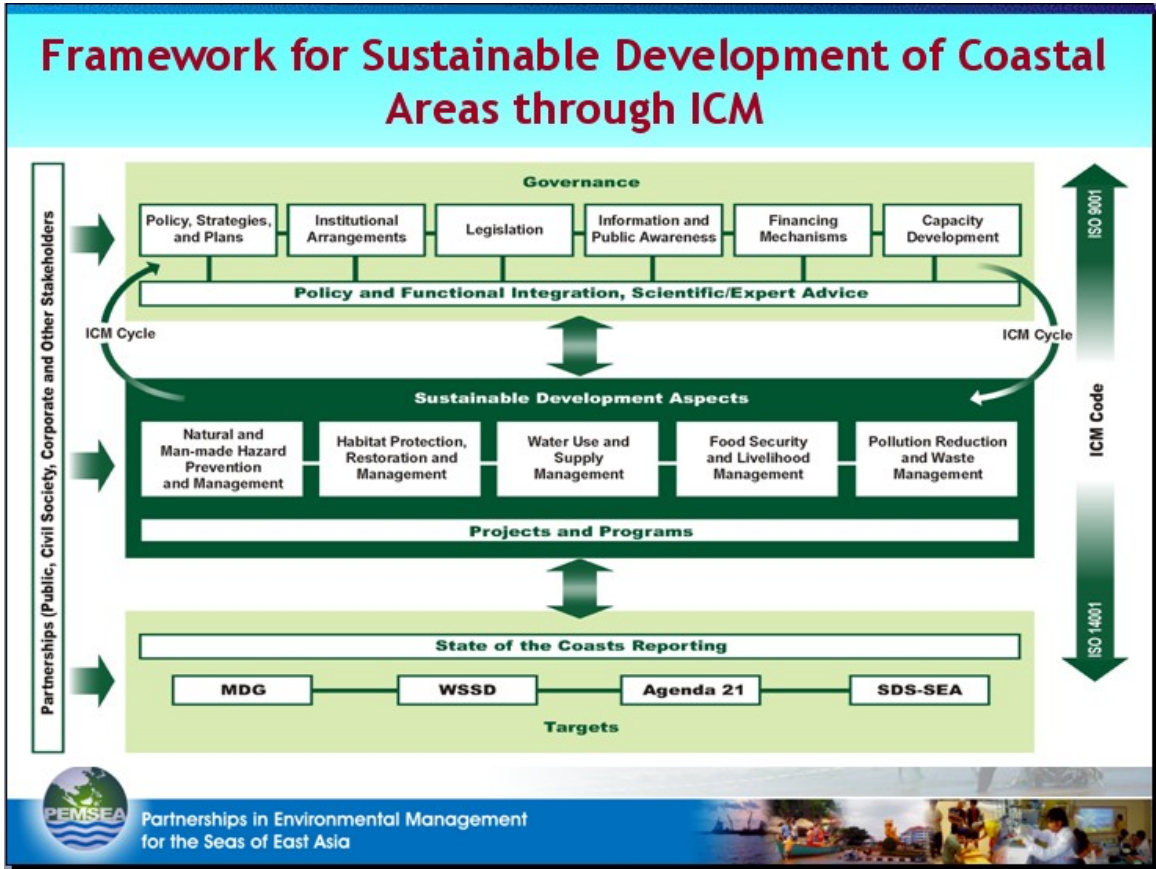 Framework for Sustainable Development of Coastal
Areas through ICM
Partnerships (Public, Civil Society, Corporate and Other Stakeholders
Governance
Policy, Strategies,
and Plans
Institutional
Arrangements
Legislation
Information and
Public Awareness
Financing
Mechanisms
Capacity
Development
Policy and Functional Integration, Scientific/Expert Advice
ICM Cycle
ICM Cycle
Sustainable Development Aspects
Natural and
Man-made Hazard
Prevention
and Management
Habitat Protection,
Restoration and
Management
Water Use and
Supply
Management
Food Security
and Livelihood
Management
Pollution Reduction
and Waste
Management
Projects and Programs
State of the Coasts Reporting
MDG
WSSD
Agenda 21
SDS-SEA
Targets
ISO 9001
ICM Code
ISO 14001
PEMSEA
Partnerships in Environmental Management
for the Seas of East Asia